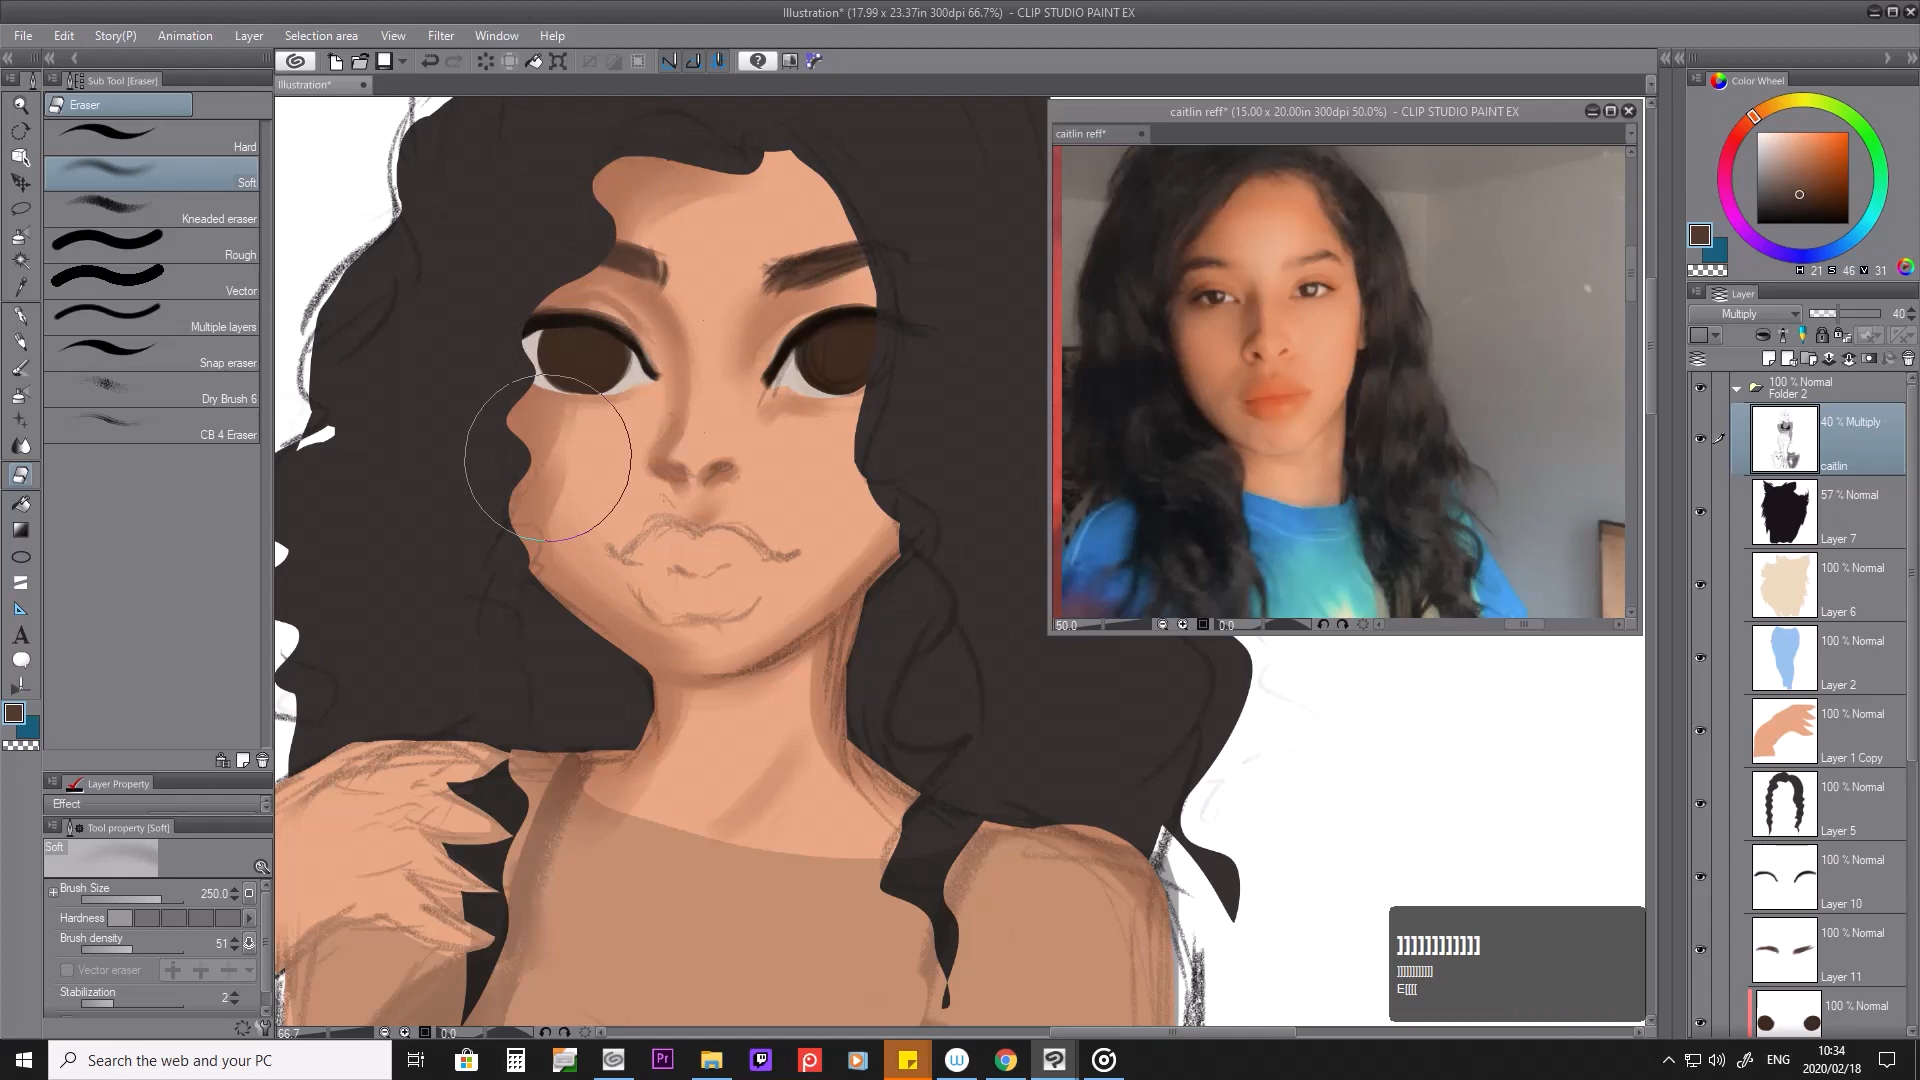 Illustration* (17.99 x 23.37in 300dpi 66.7%) - CLIP STUDIO PAINT EX
File Edit Story(P) Animation Layer Selection area View Filter Window Help
Sub Tool [Eraser]
Eraser
Hard
Soft
Kneaded eraser
Rough
Vector
Multiple layers
Snap eraser
Dry Brush 6
CB 4 Eraser
Layer Property
Effect
Tool property [Soft]
Soft
Brush Size 250.0
Hardness
Brush density 51
Vector eraser
Stabilization 2
Illustration*
66.7 0.0
caitlin reff* (15.00 x 20.00in 300dpi 50.0%) - CLIP STUDIO PAINT EX
caitlin reff*
50.0 0.0
]]]]]]]]]]]]
]]]]]]]]]]]]
E[[[[
Color Wheel
H 21 S 46 V 31
Layer
Multiply 40
100 % Normal
Folder 2
40 % Multiply
caitlin
57 % Normal
Layer 7
100 % Normal
Layer 6
100 % Normal
Layer 2
100 % Normal
Layer 1 Copy
100 % Normal
Layer 5
100 % Normal
Layer 10
100 % Normal
Layer 11
100 % Normal
Search the web and your PC
Pr
ENG
10:34
2020/02/18